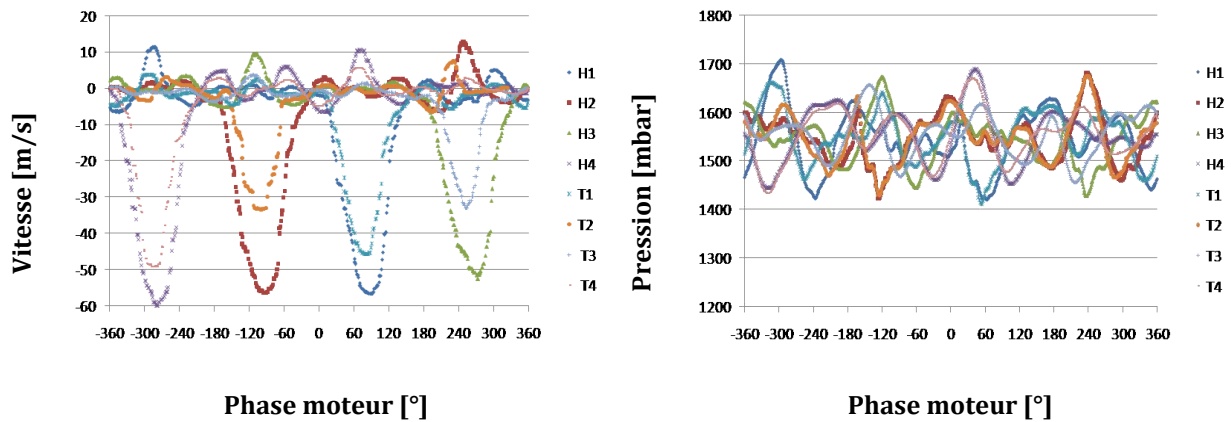 Vitesse [m/s]
20
10
0
-10
-20
-30
-40
-50
-60
-360 -300 -240 -180 -120 -60 0 60 120 180 240 300 360
Phase moteur [°]
H1
H2
H3
H4
T1
T2
T3
T4
Pression [mbar]
1800
1700
1600
1500
1400
1300
1200
-360 -300 -240 -180 -120 -60 0 60 120 180 240 300 360
Phase moteur [°]
H1
H2
H3
H4
T1
T2
T3
T4